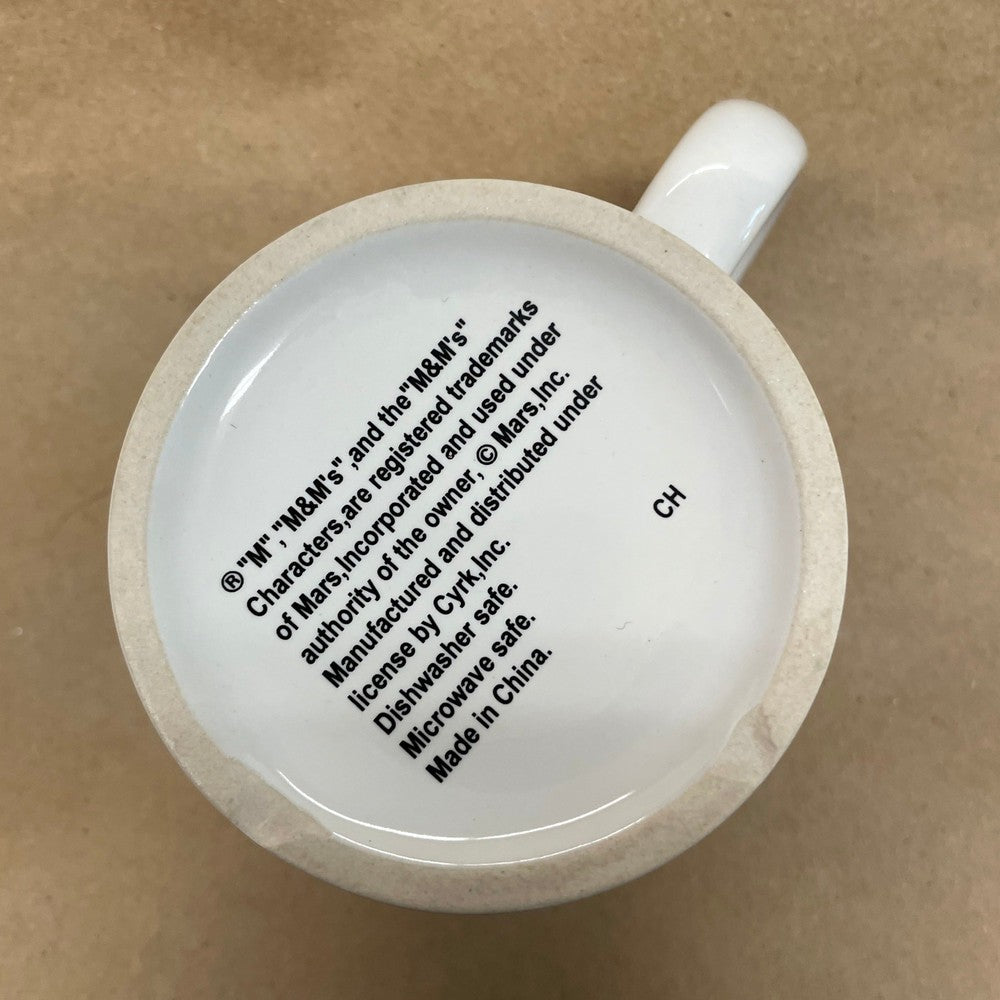 ® "M","M&M's",and the"M&M's"
Characters,are registered trademarks
of Mars,Incorporated and used under
authority of the owner, © Mars,Inc.
Manufactured and distributed under
license by Cyrk,Inc.
Dishwasher safe.
Microwave safe.
Made in China.
CH